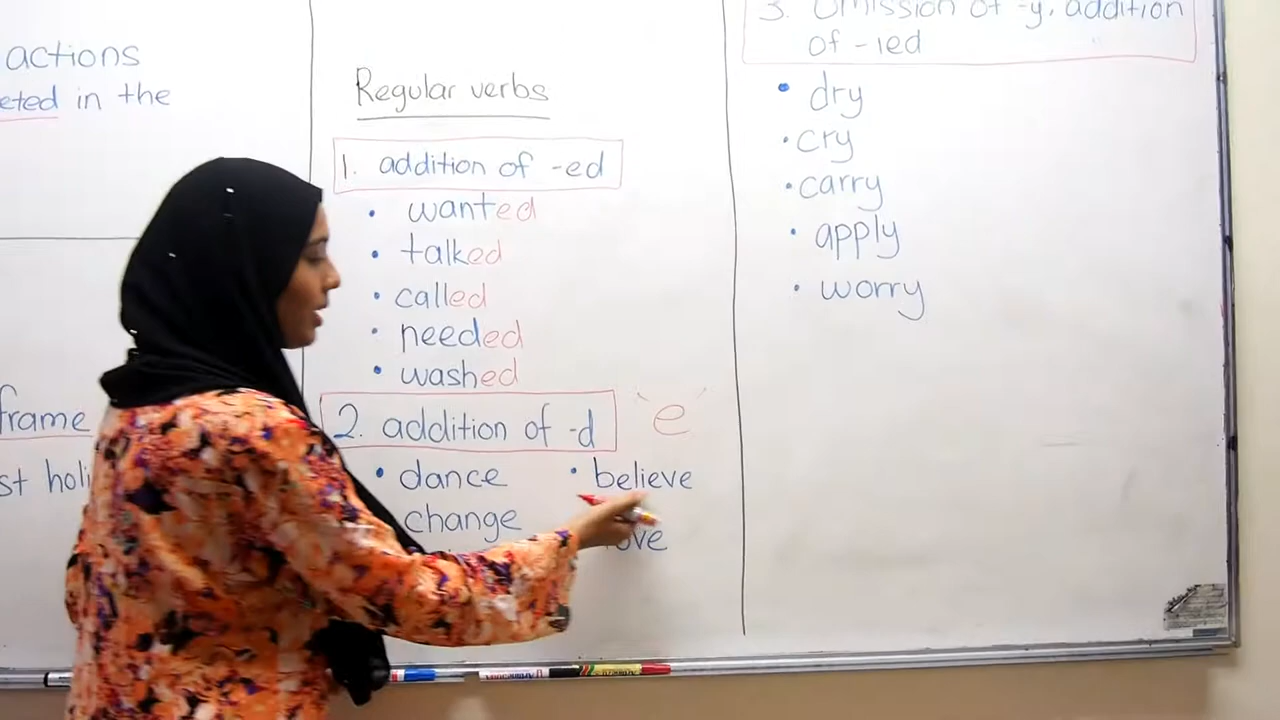 actions
eted in the
frame
st holi
Regular verbs
1. addition of -ed
• wanted
• talked
• called
• needed
• washed
2. addition of -d 'e'
• dance
change
• believe
ove
3. Omission of -y, addition
of -ied
• dry
• cry
• carry
• apply
• worry